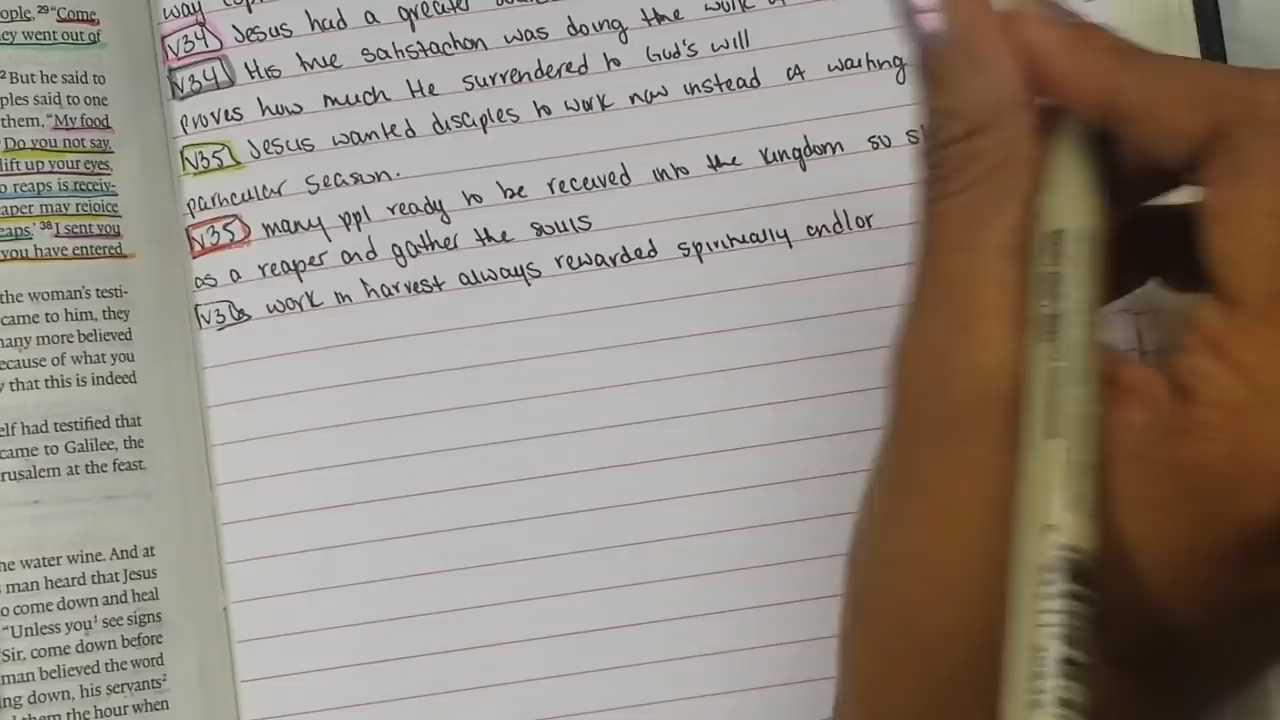 ople. 29 "Come,
ey went out of
2 But he said to
ples said to one
them, "My food
Do you not say,
lift up your eyes,
o reaps is receiv-
aper may rejoice
eaps.' 38 I sent you
you have entered
the woman's testi-
came to him, they
many more believed
ecause of what you
y that this is indeed
elf had testified that
came to Galilee, the
rusalem at the feast.
he water wine. And at
man heard that Jesus
o come down and heal
"Unless you see signs
Sir, come down before
man believed the word
ng down, his servants
them the hour when
way
V34 Jesus had a greater
V34 His true satisfaction was doing the work
proves how much He surrendered to God's will
V35 Jesus wanted disciples to work now instead of waiting
particular season.
V35 many ppl ready to be received into the kingdom so
as a reaper and gather the souls
V36 work in harvest always rewarded spiritually and/or